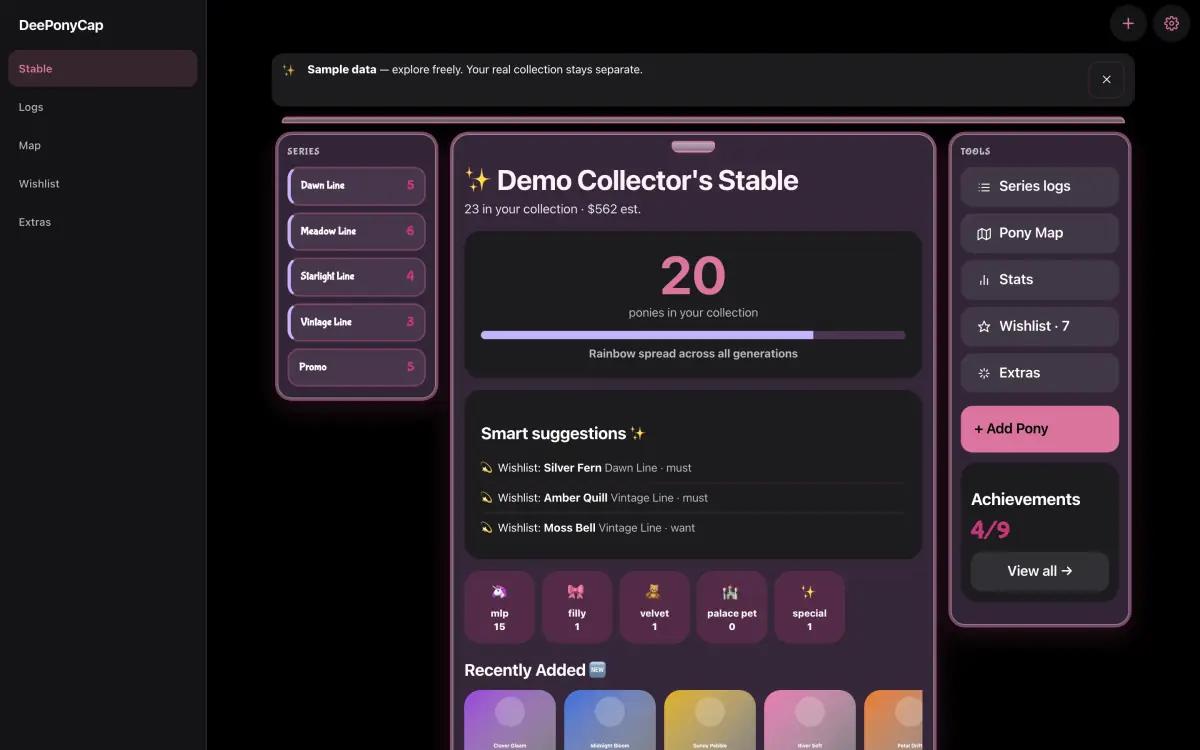 DeePonyCap
Stable
Logs
Map
Wishlist
Extras
Sample data — explore freely. Your real collection stays separate.
SERIES
Dawn Line 5
Meadow Line 6
Starlight Line 4
Vintage Line 3
Promo 5
Demo Collector's Stable
23 in your collection · $562 est.
20
ponies in your collection
Rainbow spread across all generations
Smart suggestions
Wishlist: Silver Fern Dawn Line · must
Wishlist: Amber Quill Vintage Line · must
Wishlist: Moss Bell Vintage Line · want
mlp
15
filly
1
velvet
1
palace pet
0
special
1
Recently Added NEW
Clover Gleam
Midnight Bloom
Sunny Pebble
River Soft
Petal Drift
TOOLS
Series logs
Pony Map
Stats
Wishlist · 7
Extras
+ Add Pony
Achievements
4/9
View all →